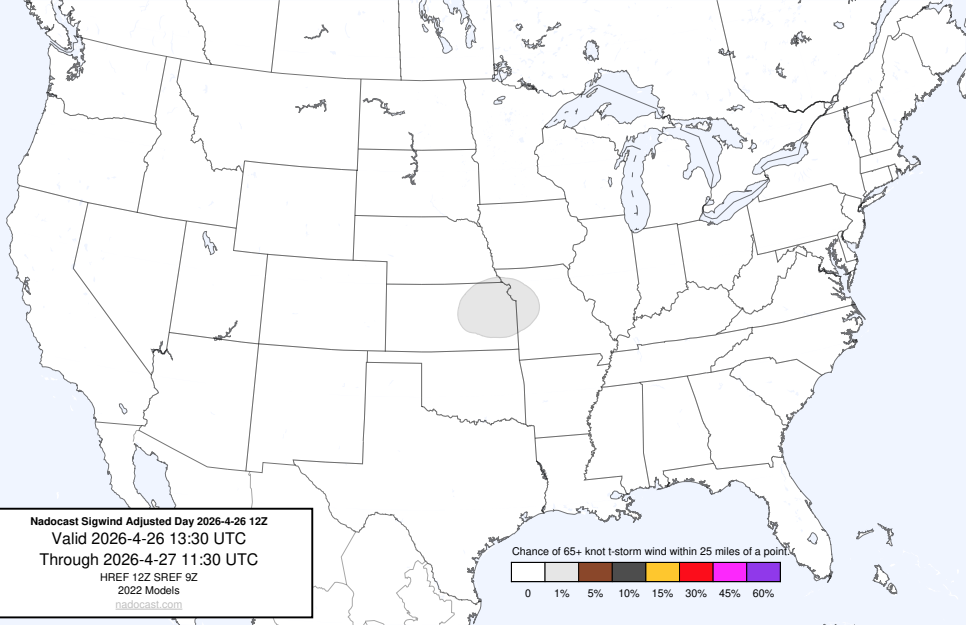 Nadocast Sigwind Adjusted Day 2026-4-26 12Z
Valid 2026-4-26 13:30 UTC
Through 2026-4-27 11:30 UTC
HREF 12Z SREF 9Z
2022 Models
nadocast.com
Chance of 65+ knot t-storm wind within 25 miles of a point.
0 1% 5% 10% 15% 30% 45% 60%